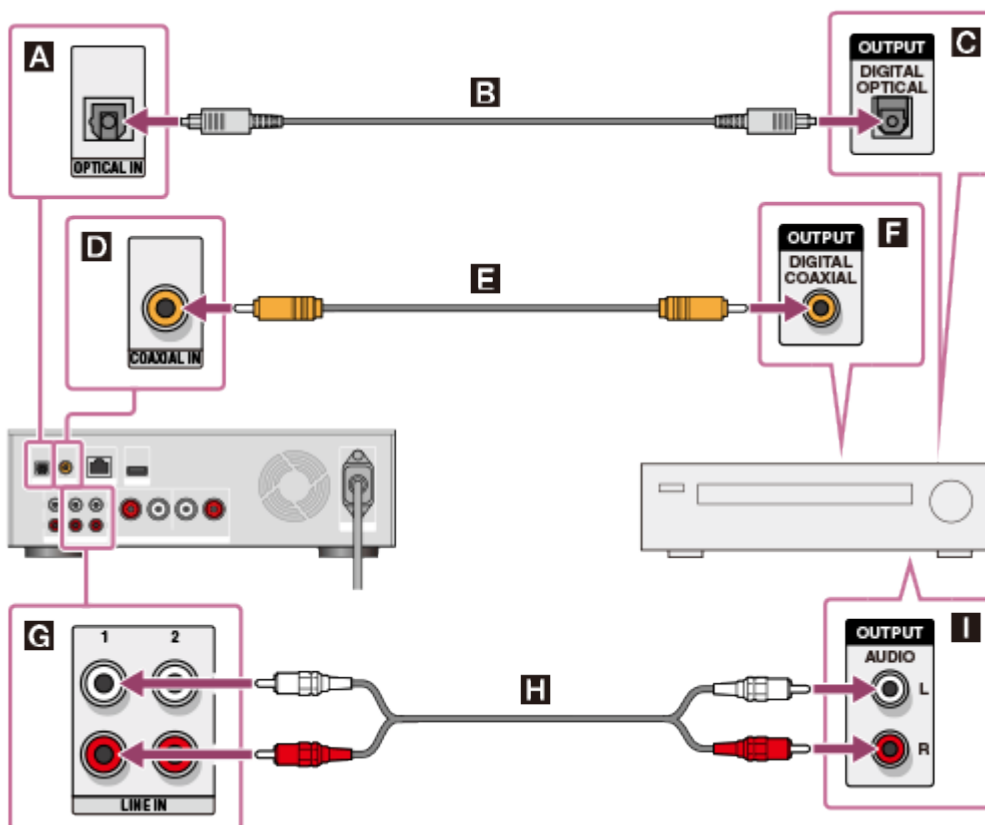 A
OPTICAL IN
B
OUTPUT
C
DIGITAL
OPTICAL
D
COAXIAL IN
E
OUTPUT
F
DIGITAL
COAXIAL
G
1 2
LINE IN
H
OUTPUT
I
AUDIO
L
R